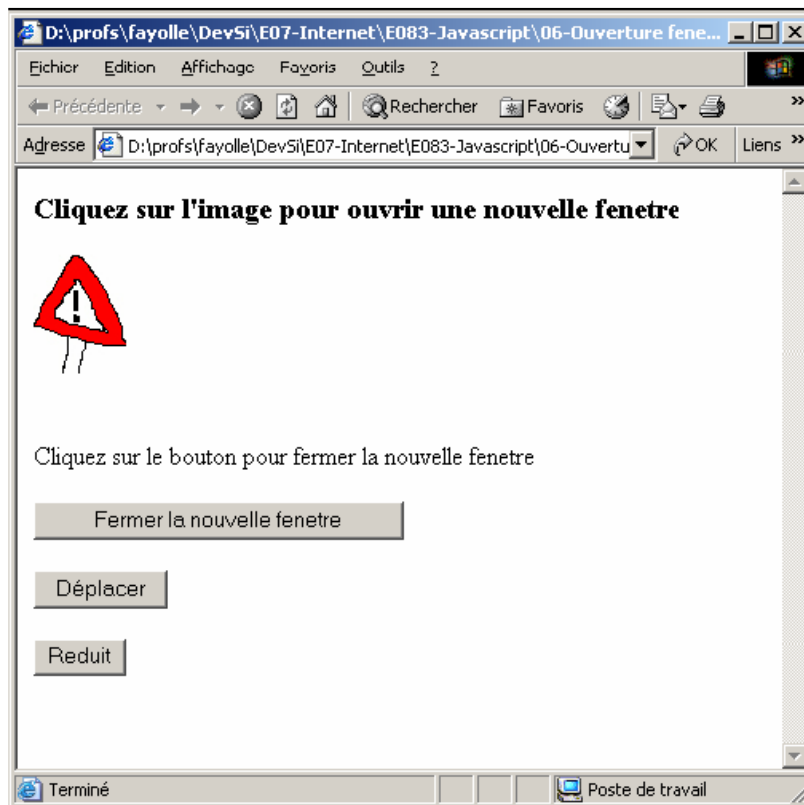 D:\profs\fayolle\DevSi\E07-Internet\E083-Javascript\06-Ouverture fene...
Fichier Edition Affichage Favoris Outils ?
Précédente Rechercher Favoris »
Adresse D:\profs\fayolle\DevSi\E07-Internet\E083-Javascript\06-Ouvertu OK Liens »
Cliquez sur l'image pour ouvrir une nouvelle fenetre
!
Cliquez sur le bouton pour fermer la nouvelle fenetre
Fermer la nouvelle fenetre
Déplacer
Reduit
Terminé Poste de travail